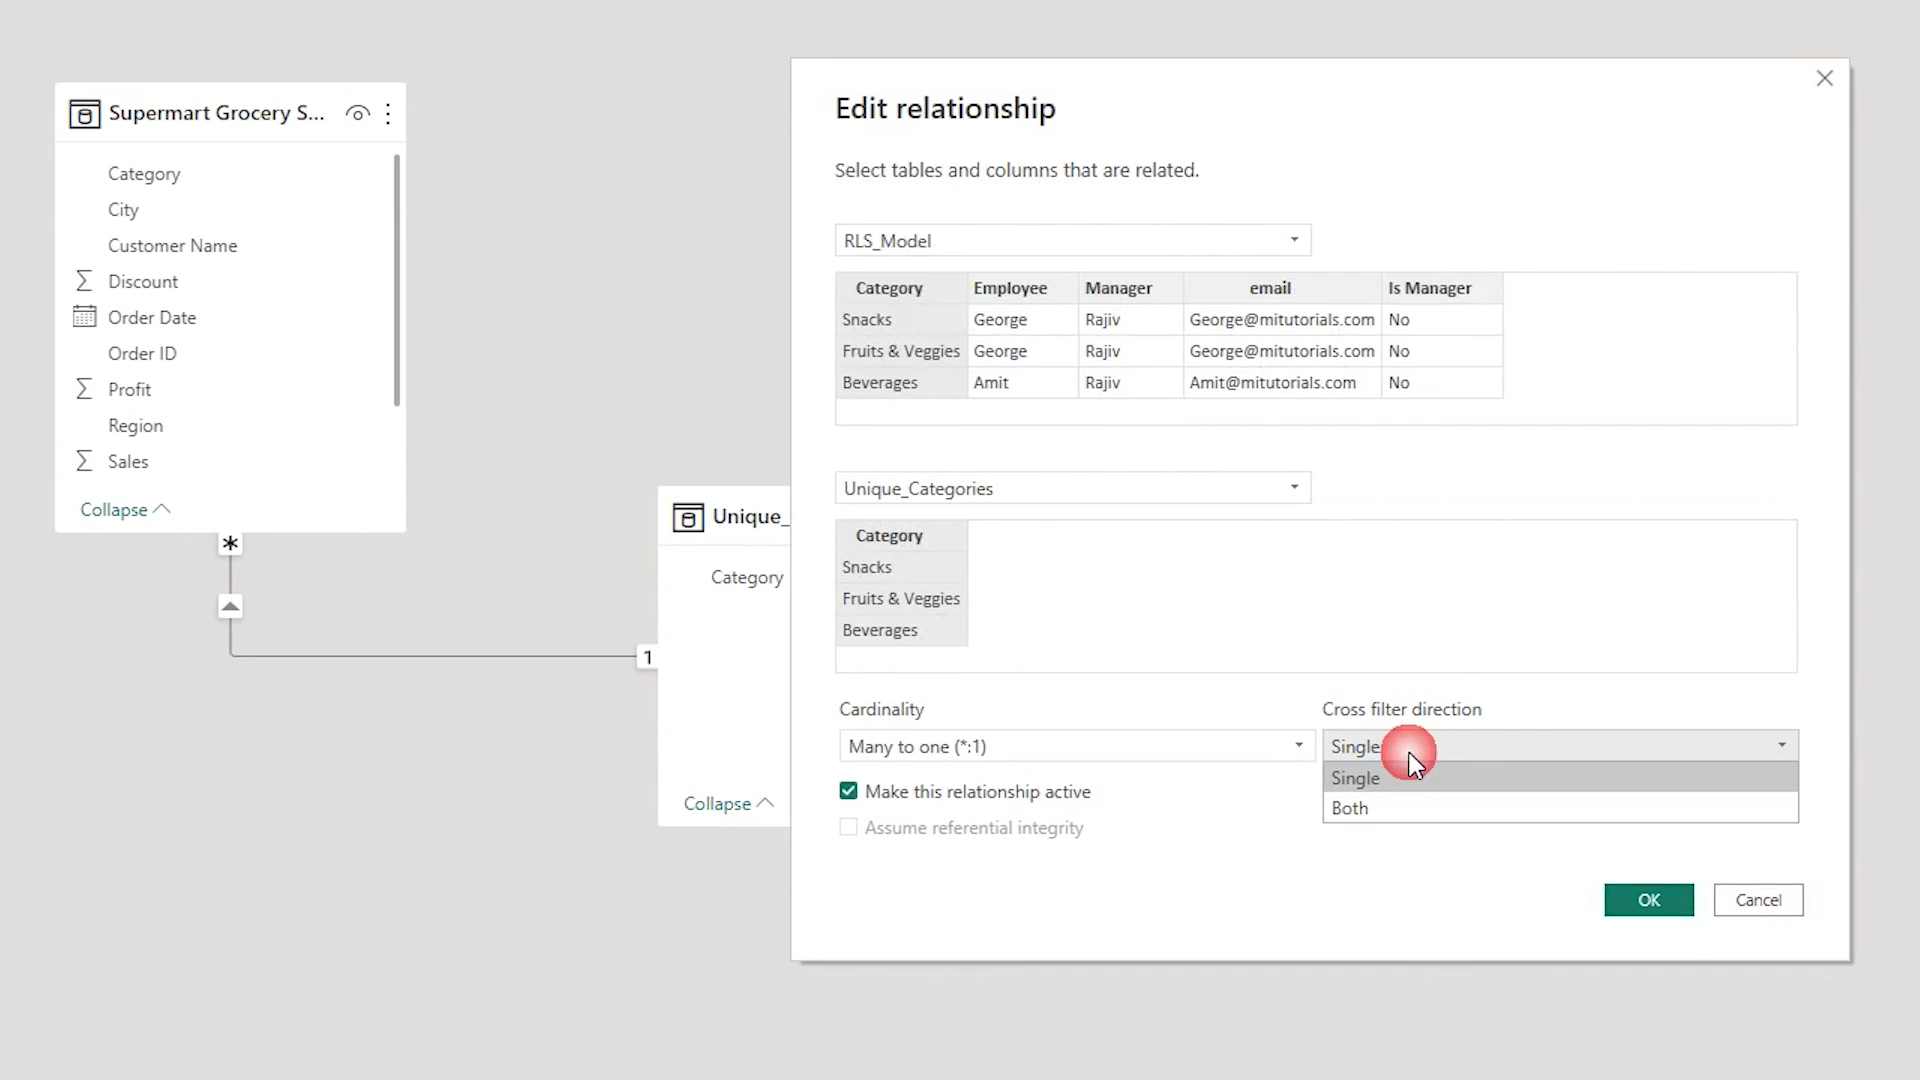 Supermart Grocery S...
Category
City
Customer Name
Discount
Order Date
Order ID
Profit
Region
Sales
Collapse
*
1
Unique_
Category
Collapse
Edit relationship
Select tables and columns that are related.
RLS_Model
Category Employee Manager email Is Manager
Snacks George Rajiv George@mitutorials.com No
Fruits & Veggies George Rajiv George@mitutorials.com No
Beverages Amit Rajiv Amit@mitutorials.com No
Unique_Categories
Category
Snacks
Fruits & Veggies
Beverages
Cardinality
Many to one (*:1)
Make this relationship active
Assume referential integrity
Cross filter direction
Single
Single
Both
OK Cancel